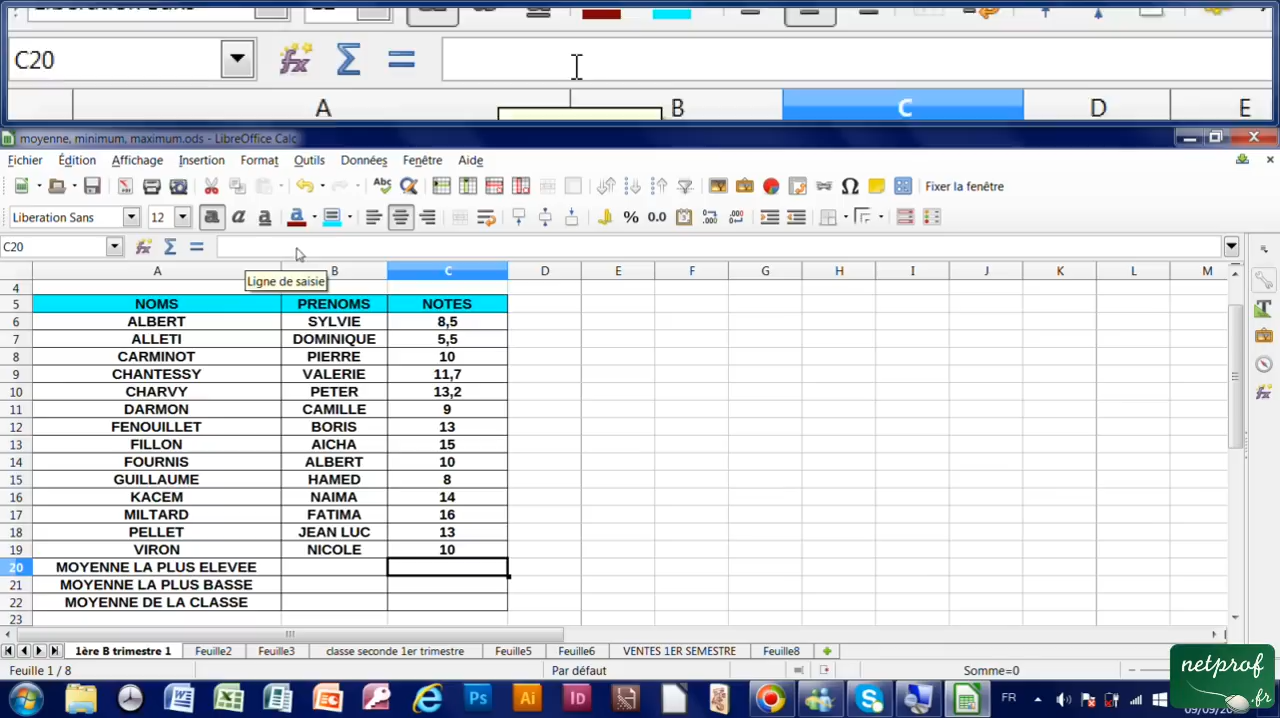 C20
A B C D E
moyenne, minimum, maximum.ods - LibreOffice Calc
Fichier Édition Affichage Insertion Format Outils Données Fenêtre Aide
Fixer la fenêtre
Liberation Sans 12
C20
Ligne de saisie
A B C D E F G H I J K L M
4
5 NOMS PRENOMS NOTES
6 ALBERT SYLVIE 8,5
7 ALLETI DOMINIQUE 5,5
8 CARMINOT PIERRE 10
9 CHANTESSY VALERIE 11,7
10 CHARVY PETER 13,2
11 DARMON CAMILLE 9
12 FENOUILLET BORIS 13
13 FILLON AICHA 15
14 FOURNIS ALBERT 10
15 GUILLAUME HAMED 8
16 KACEM NAIMA 14
17 MILTARD FATIMA 16
18 PELLET JEAN LUC 13
19 VIRON NICOLE 10
20 MOYENNE LA PLUS ELEVEE
21 MOYENNE LA PLUS BASSE
22 MOYENNE DE LA CLASSE
23
1ère B trimestre 1 Feuille2 Feuille3 classe seconde 1er trimestre Feuille5 Feuille6 VENTES 1ER SEMESTRE Feuille8
Feuille 1 / 8 Par défaut Somme=0
Ps Ai Id FR
netprof
.fr